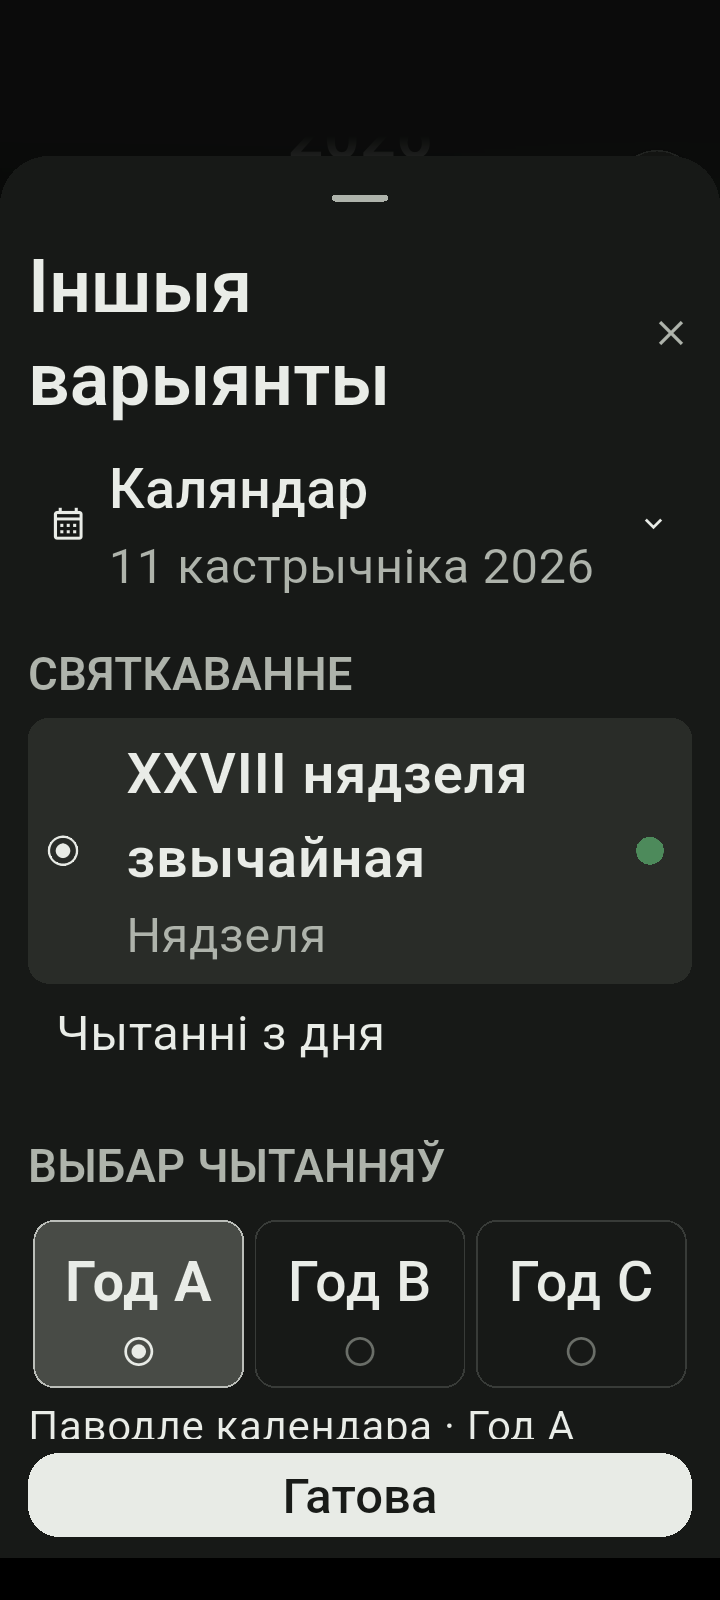 2026
Іншыя
варыянты
Каляндар
11 кастрычніка 2026
СВЯТКАВАННЕ
XXVIII нядзеля
звычайная
Нядзеля
Чытанні з дня
ВЫБАР ЧЫТАННЯЎ
Год A
Год B
Год C
Паводле календара · Год A
Гатова